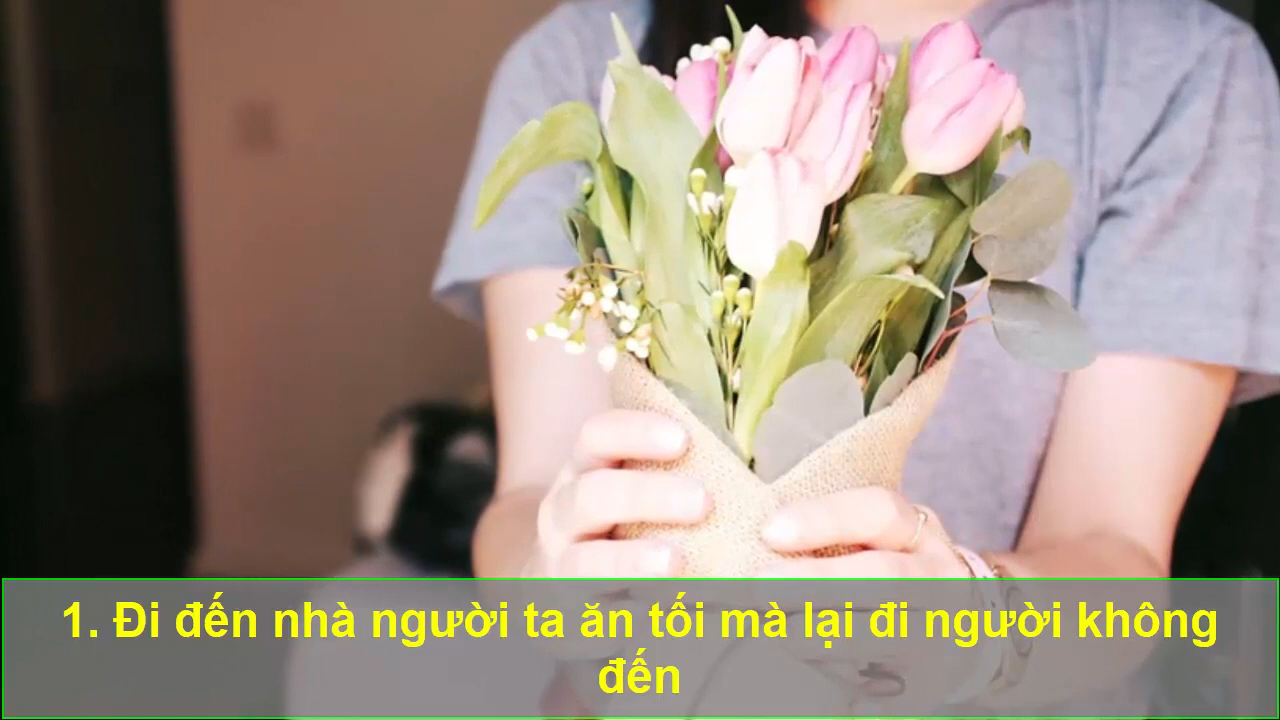 1. Đi đến nhà người ta ăn tối mà lại đi người không
đến